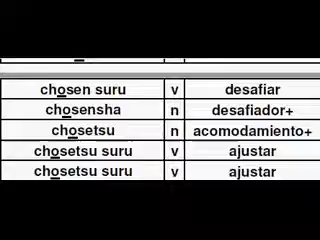 chosen suru v desafiar
chosensha n desafiador+
chosetsu n acomodamiento+
chosetsu suru v ajustar
chosetsu suru v ajustar